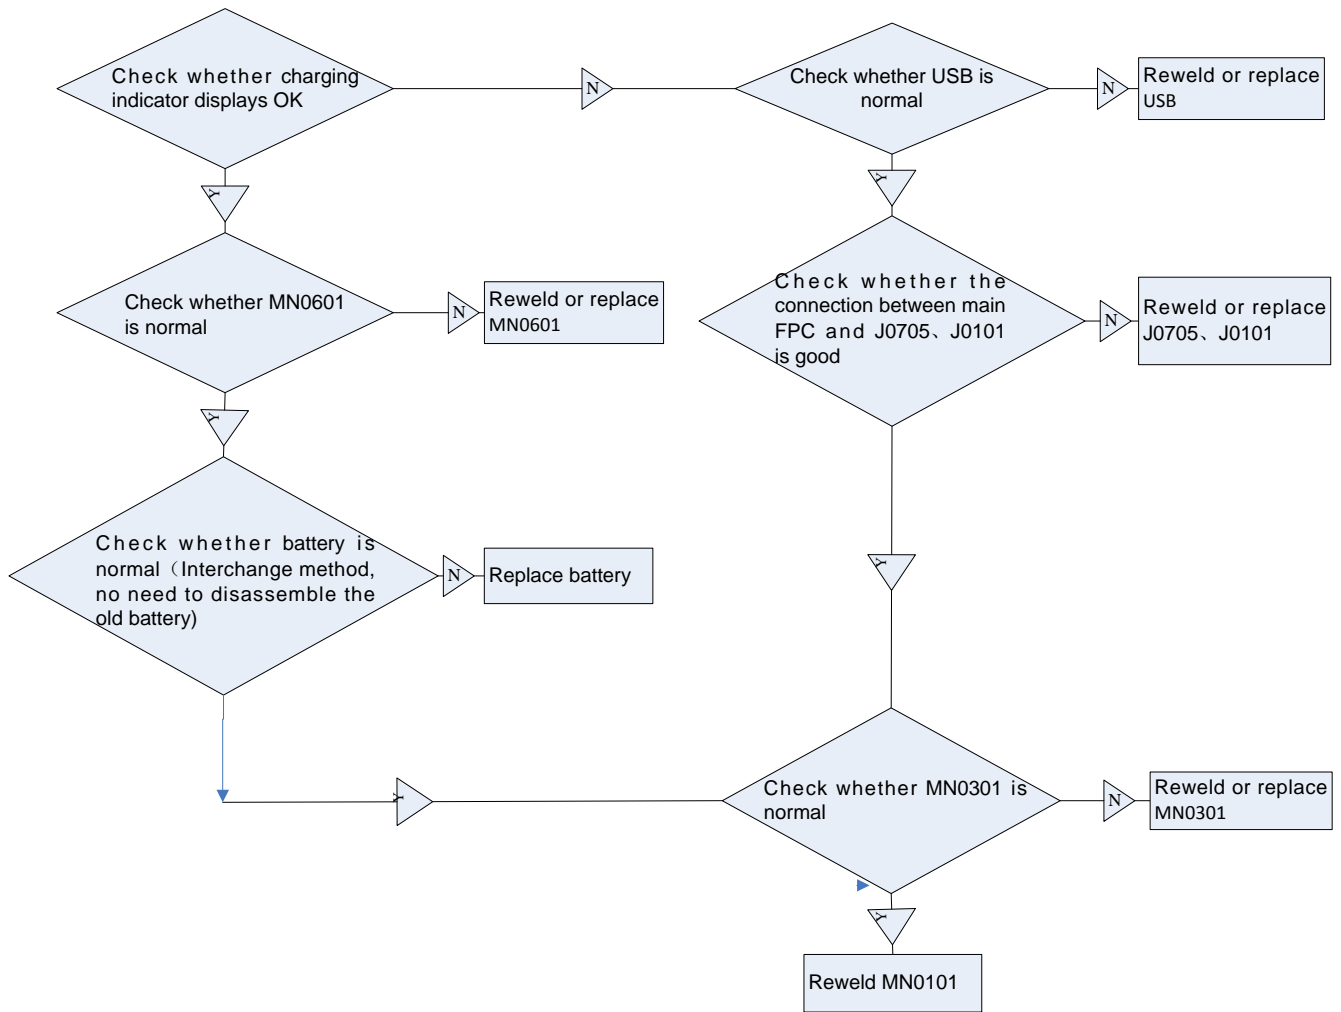 Check whether charging
indicator displays OK
N
Check whether USB is
normal
N
Reweld or replace
USB
Y
Y
Check whether MN0601
is normal
N
Reweld or replace
MN0601
Check whether the
connection between main
FPC and J0705、J0101
is good
N
Reweld or replace
J0705、J0101
Y
Check whether battery is
normal（Interchange method,
no need to disassemble the
old battery)
N
Replace battery
Y
Y
Check whether MN0301 is
normal
N
Reweld or replace
MN0301
Y
Reweld MN0101